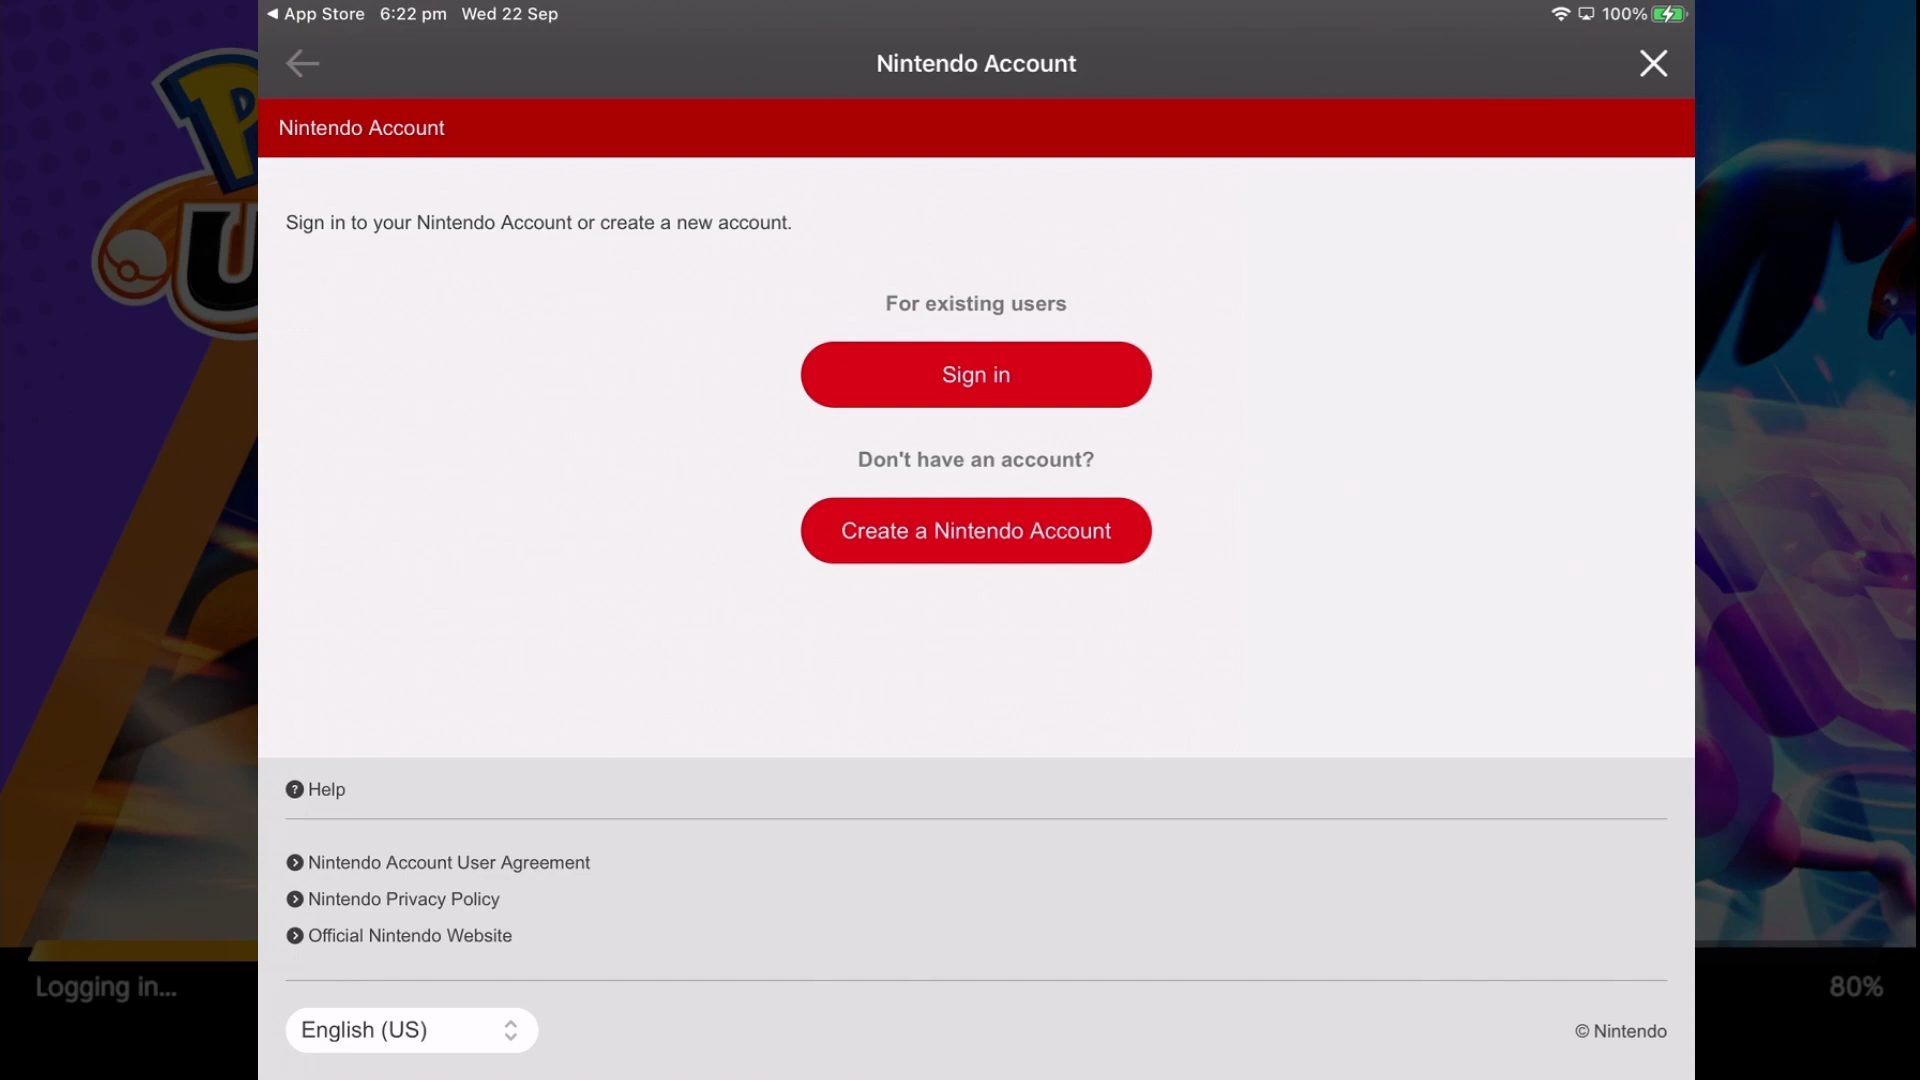 App Store 6:22 pm Wed 22 Sep
100%
Nintendo Account
Nintendo Account
Sign in to your Nintendo Account or create a new account.
For existing users
Sign in
Don't have an account?
Create a Nintendo Account
Help
Nintendo Account User Agreement
Nintendo Privacy Policy
Official Nintendo Website
Logging in...
80%
English (US)
© Nintendo